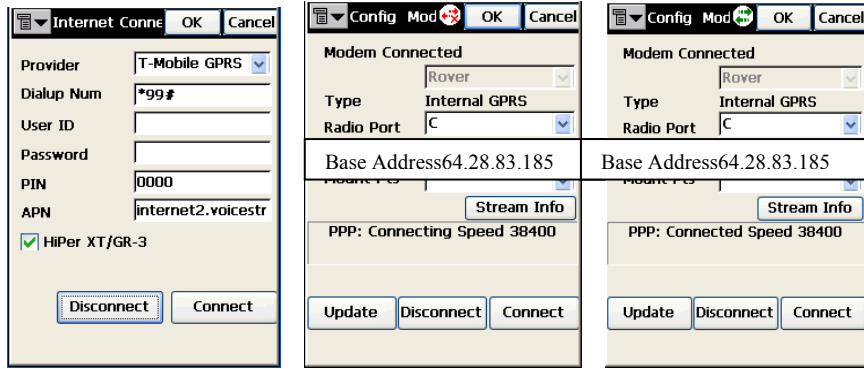 Internet Conne OK Cancel
Provider T-Mobile GPRS
Dialup Num *99#
User ID
Password
PIN 0000
APN internet2.voicestr
HiPer XT/GR-3
Disconnect Connect
Config Mod OK Cancel
Modem Connected
Rover
Type Internal GPRS
Radio Port C
Base Address64.28.83.185
Mount Pts
Stream Info
PPP: Connecting Speed 38400
Update Disconnect Connect
Config Mod OK Cancel
Modem Connected
Rover
Type Internal GPRS
Radio Port C
Base Address64.28.83.185
Mount Pts
Stream Info
PPP: Connected Speed 38400
Update Disconnect Connect